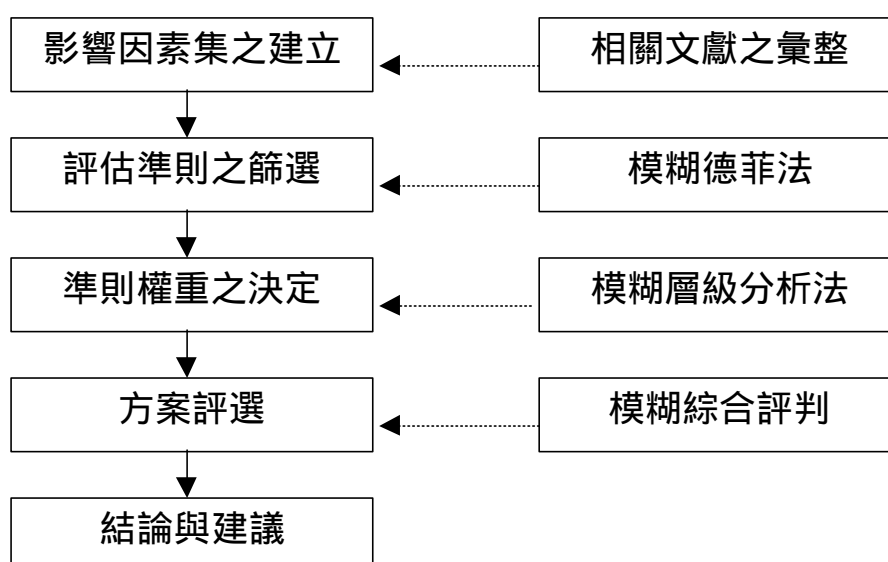 影響因素集之建立
相關文獻之彙整
評估準則之篩選
模糊德菲法
準則權重之決定
模糊層級分析法
方案評選
模糊綜合評判
結論與建議